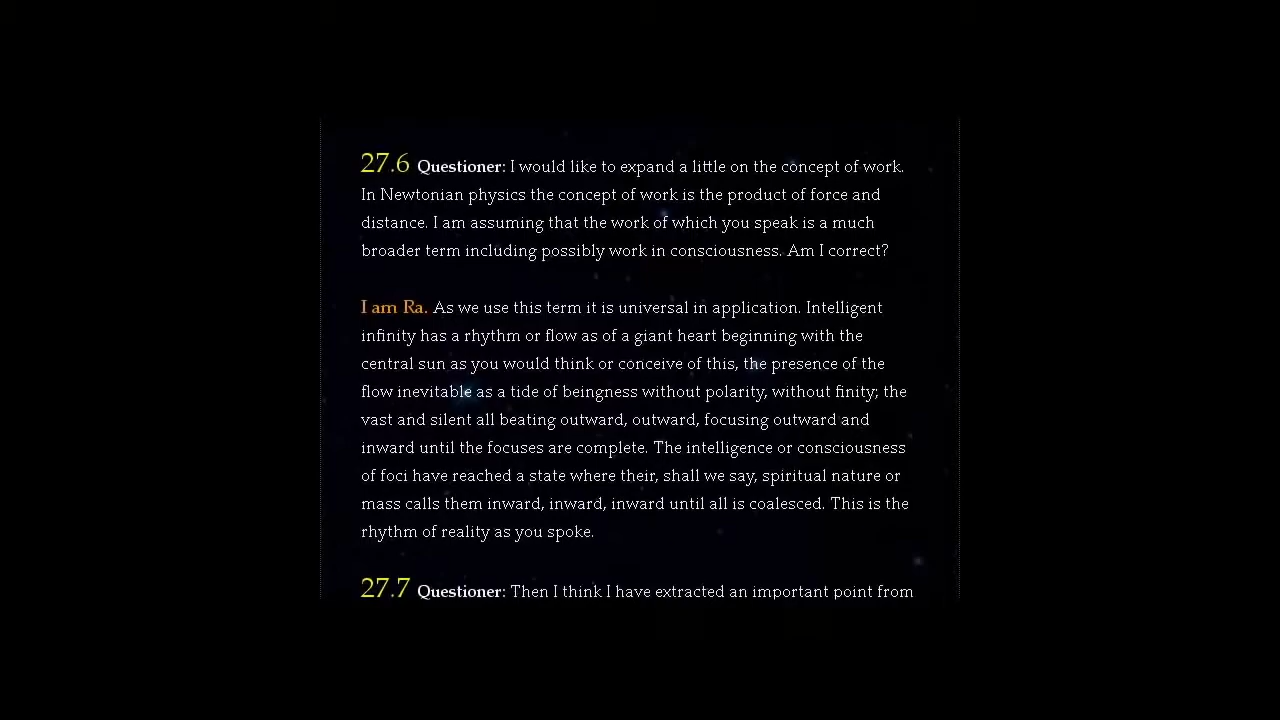 27.6 Questioner: I would like to expand a little on the concept of work.
In Newtonian physics the concept of work is the product of force and
distance. I am assuming that the work of which you speak is a much
broader term including possibly work in consciousness. Am I correct?
I am Ra. As we use this term it is universal in application. Intelligent
infinity has a rhythm or flow as of a giant heart beginning with the
central sun as you would think or conceive of this, the presence of the
flow inevitable as a tide of beingness without polarity, without finity; the
vast and silent all beating outward, outward, focusing outward and
inward until the focuses are complete. The intelligence or consciousness
of foci have reached a state where their, shall we say, spiritual nature or
mass calls them inward, inward, inward until all is coalesced. This is the
rhythm of reality as you spoke.
27.7 Questioner: Then I think I have extracted an important point from